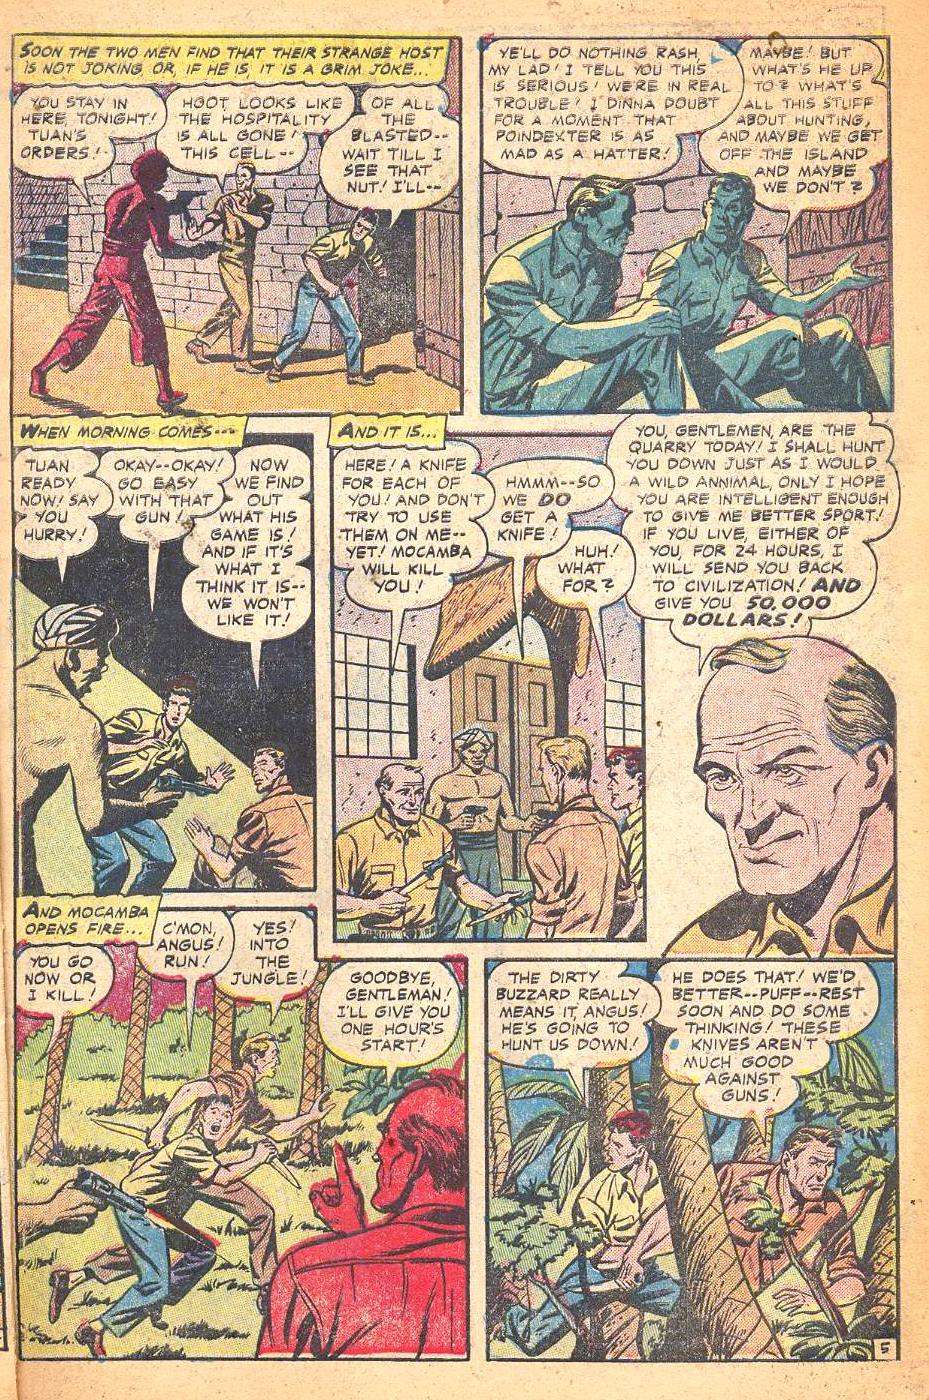 SOON THE TWO MEN FIND THAT THEIR STRANGE HOST
IS NOT JOKING OR, IF HE IS, IT IS A GRIM JOKE...
YOU STAY IN
HERE, TONIGHT!
TUAN'S
ORDERS!-
HOOT, LOOKS LIKE
THE HOSPITALITY
IS ALL GONE!
THIS CELL--
OF ALL
THE
BLASTED--
WAIT TILL I
SEE THAT
NUT! I'LL--
YE'LL DO NOTHING RASH,
MY LAD! I TELL YOU THIS
IS SERIOUS! WE'RE IN REAL
TROUBLE! I DINNA DOUBT
FOR A MOMENT THAT
POINDEXTER IS AS
MAD AS A HATTER!
MAYBE! BUT
WHAT'S HE UP
TO? WHAT'S
ALL THIS STUFF
ABOUT HUNTING,
AND MAYBE WE GET
OFF THE ISLAND
AND MAYBE
WE DON'T?
WHEN MORNING COMES---
TUAN
READY
NOW! SAY
YOU
HURRY!
OKAY--OKAY!
GO EASY
WITH THAT
GUN!
NOW
WE FIND
OUT
WHAT HIS
GAME IS!
AND IF IT'S
WHAT I
THINK IT IS--
WE WON'T
LIKE IT!
AND IT IS...
HERE! A KNIFE
FOR EACH OF
YOU! AND DON'T
TRY TO USE
THEM ON ME--
YET! MOCAMBA
WILL KILL
YOU!
HMMM--SO
WE DO
GET A
KNIFE!
HUH!
WHAT
FOR?
YOU, GENTLEMEN, ARE THE
QUARRY TODAY! I SHALL HUNT
YOU DOWN JUST AS I WOULD
A WILD ANNIMAL, ONLY I HOPE
YOU ARE INTELLIGENT ENOUGH
TO GIVE ME BETTER SPORT!
IF YOU LIVE, EITHER OF
YOU, FOR 24 HOURS, I
WILL SEND YOU BACK
TO CIVILIZATION! AND
GIVE YOU 50,000
DOLLARS!
AND MOCAMBA
OPENS FIRE...
YOU GO
NOW OR
I KILL!
C'MON,
ANGUS!
RUN!
YES!
INTO
THE
JUNGLE!
GOODBYE,
GENTLEMAN!
I'LL GIVE YOU
ONE HOUR'S
START!
THE DIRTY
BUZZARD REALLY
MEANS IT ANGUS!
HE'S GOING TO
HUNT US DOWN!
HE DOES THAT! WE'D
BETTER--PUFF--REST
SOON AND DO SOME
THINKING! THESE
KNIVES AREN'T
MUCH GOOD
AGAINST
GUNS!
5